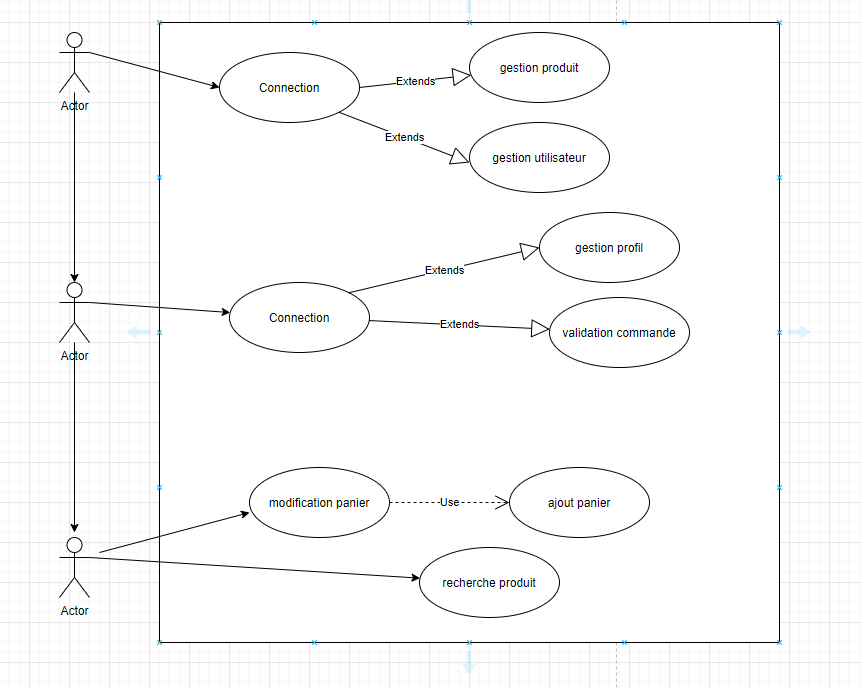 Actor
Connection
Extends
gestion produit
Extends
gestion utilisateur
Actor
Connection
Extends
gestion profil
Extends
validation commande
Actor
modification panier
Use
ajout panier
recherche produit